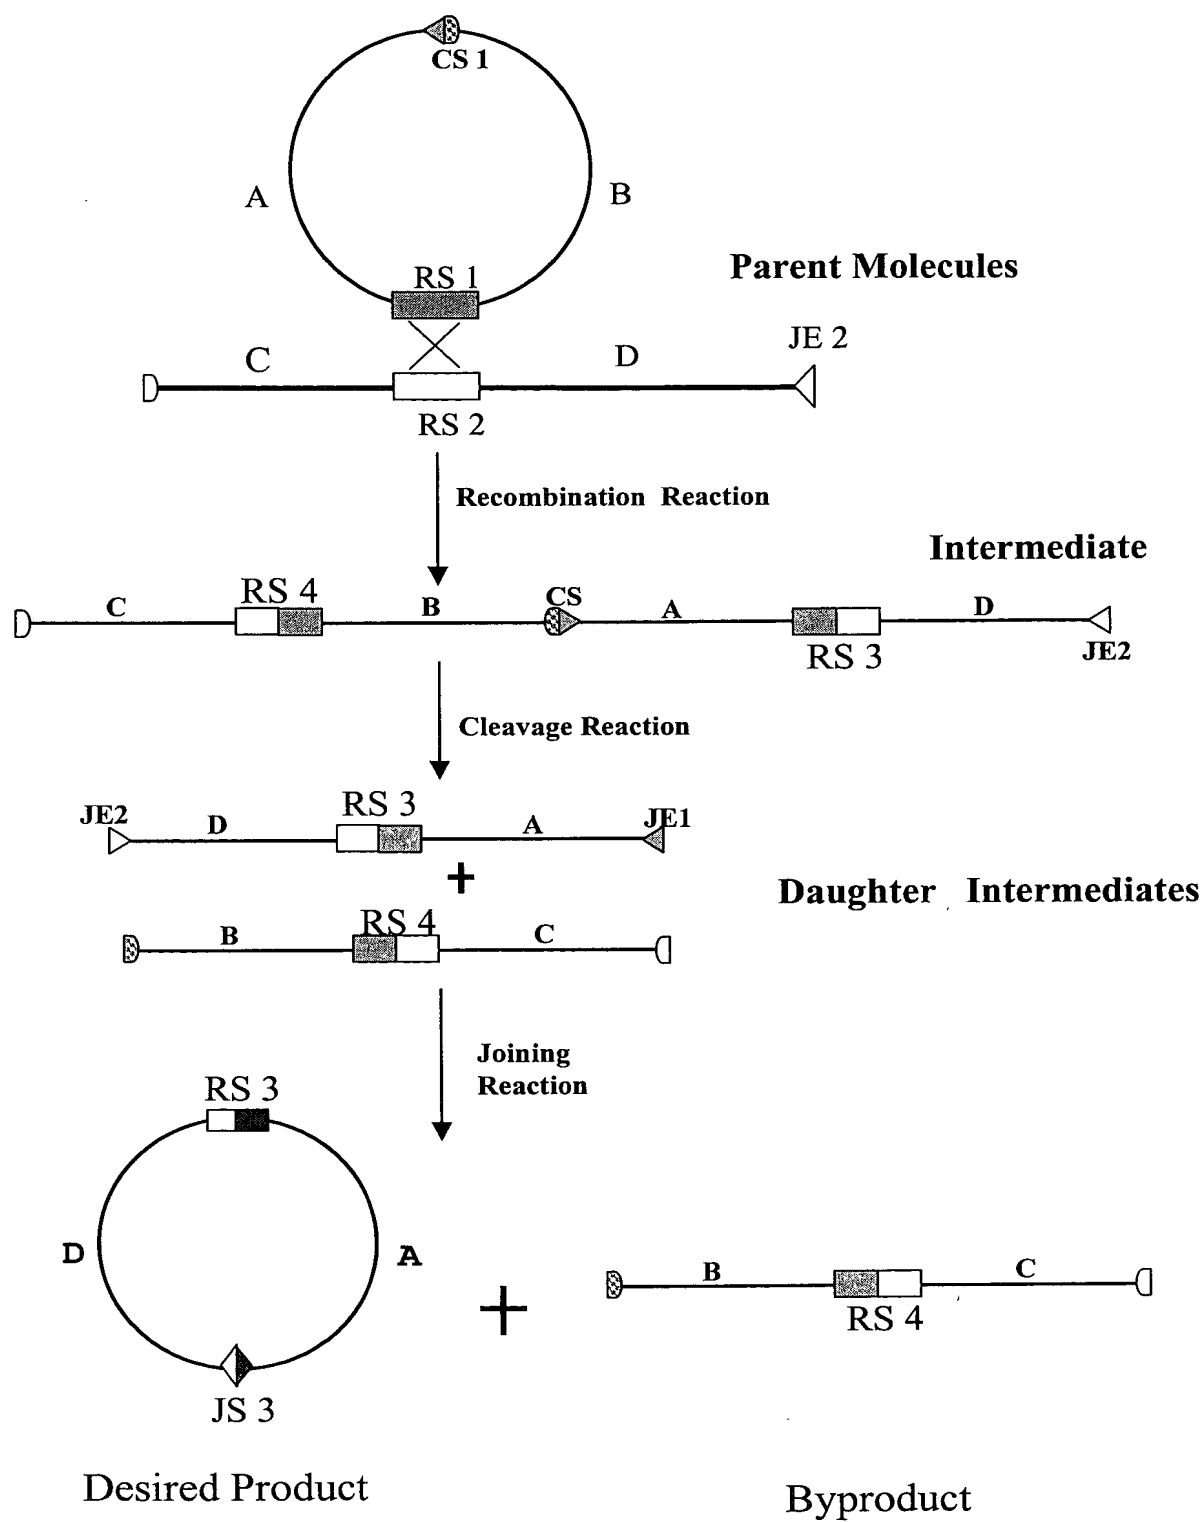 CS 1
A
B
RS 1
Parent Molecules
JE 2
C
D
RS 2
Recombination Reaction
Intermediate
RS 4
C
B
CS
A
D
RS 3
JE2
Cleavage Reaction
JE2
D
RS 3
A
JE1
+
Daughter Intermediates
B
RS 4
C
Joining
Reaction
RS 3
D
A
+
B
C
RS 4
JS 3
Desired Product
Byproduct